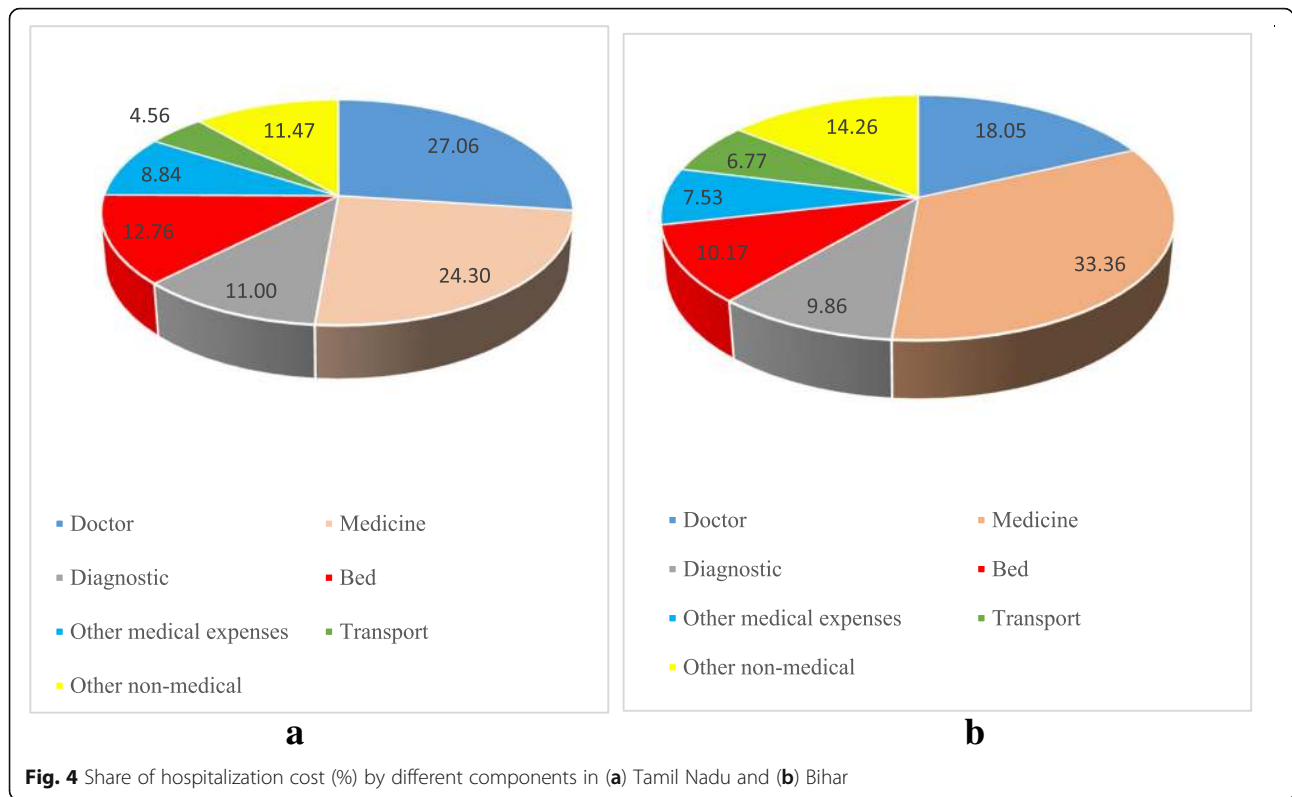 4.56
11.47
27.06
8.84
12.76
11.00
24.30
Doctor
Medicine
Diagnostic
Bed
Other medical expenses
Transport
Other non-medical
a
14.26
18.05
6.77
7.53
10.17
9.86
33.36
Doctor
Medicine
Diagnostic
Bed
Other medical expenses
Transport
Other non-medical
b
Fig. 4 Share of hospitalization cost (%) by different components in (a) Tamil Nadu and (b) Bihar